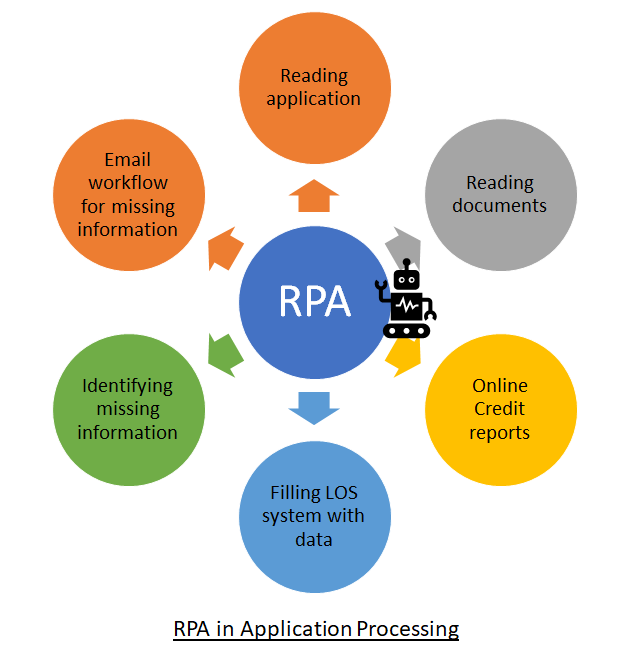 Reading
application
Reading
documents
Online
Credit
reports
Filling LOS
system with
data
Identifying
missing
information
Email
workflow
for missing
information
RPA
RPA in Application Processing